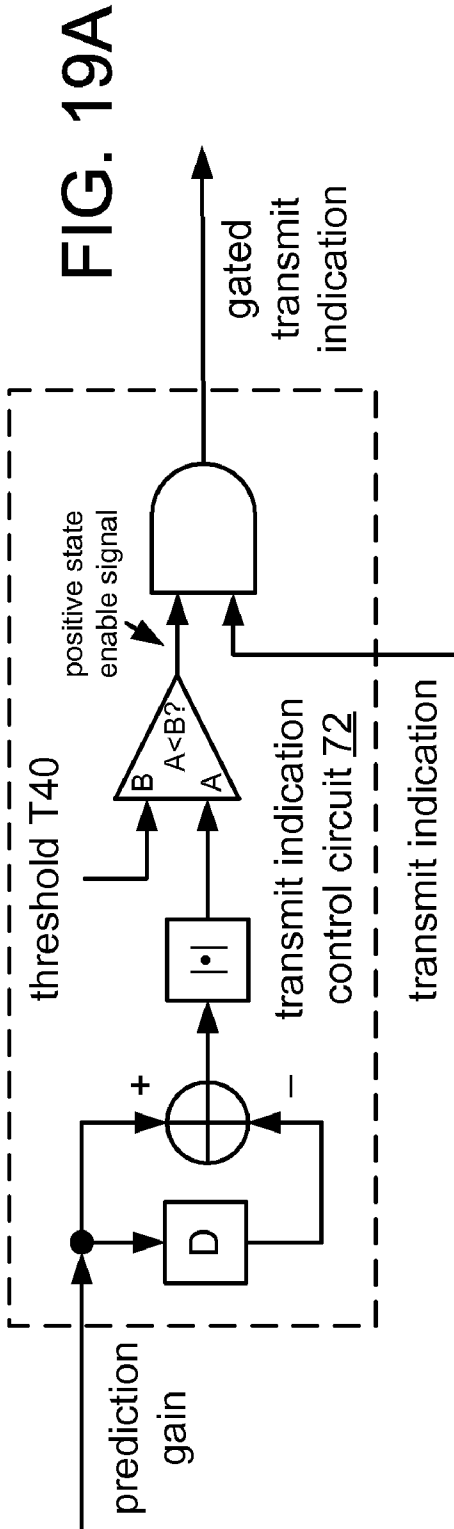 FIG. 19A
prediction
gain
D
+
–
|•|
threshold T40
B
A<B?
A
positive state
enable signal
transmit indication
control circuit 72
transmit indication
gated
transmit
indication